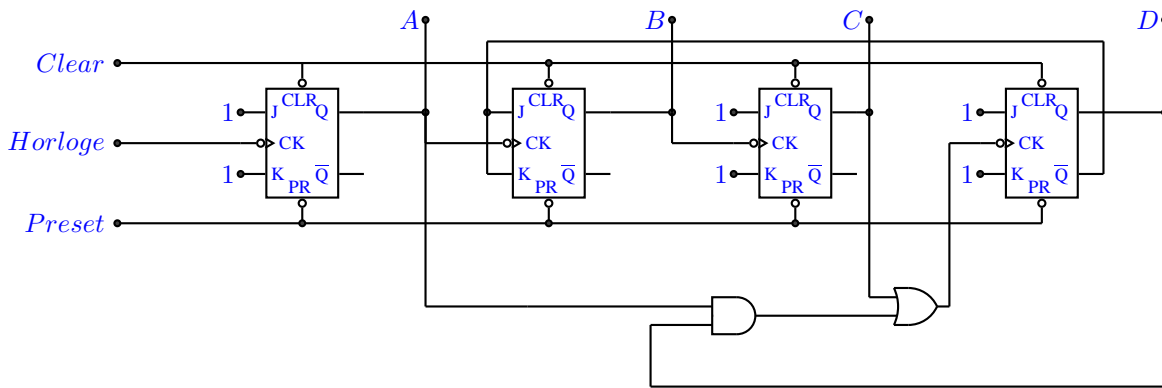 A B C D
Clear
CLR CLR CLR CLR
1 J Q J Q 1 J Q 1 J Q
Horloge CK CK CK CK
1 K Q̅ K Q̅ 1 K Q̅ 1 K Q̅
PR PR PR PR
Preset